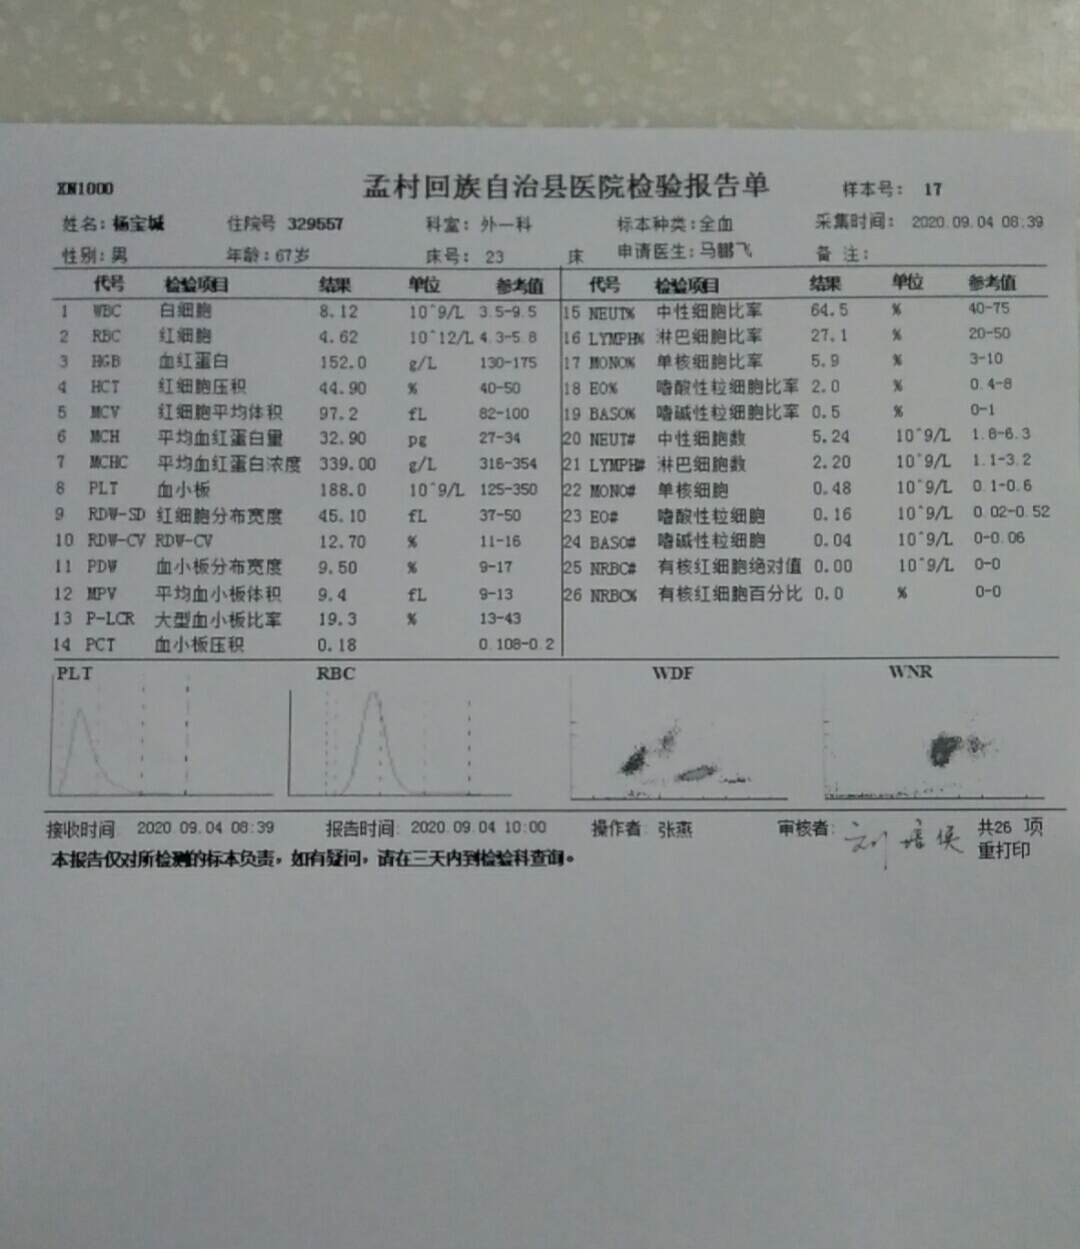 XN1000 孟村回族自治县医院检验报告单 样本号: 17
姓名:杨宝城 住院号 329557 科室: 外一科 标本种类:全血 采集时间: 2020.09.04 08:39
性别:男 年龄:67岁 床号: 23 床 申请医生:马鹏飞 备 注:
代号 检验项目 结果 单位 参考值 代号 检验项目 结果 单位 参考值
1 WBC 白细胞 8.12 10^9/L 3.5-9.5 15 NEUT% 中性细胞比率 64.5 % 40-75
2 RBC 红细胞 4.62 10^12/L 4.3-5.8 16 LYMPH% 淋巴细胞比率 27.1 % 20-50
3 HGB 血红蛋白 152.0 g/L 130-175 17 MONO% 单核细胞比率 5.9 % 3-10
4 HCT 红细胞压积 44.90 % 40-50 18 EO% 嗜酸性粒细胞比率 2.0 % 0.4-8
5 MCV 红细胞平均体积 97.2 fL 82-100 19 BASO% 嗜碱性粒细胞比率 0.5 % 0-1
6 MCH 平均血红蛋白量 32.90 pg 27-34 20 NEUT# 中性细胞数 5.24 10^9/L 1.8-6.3
7 MCHC 平均血红蛋白浓度 339.00 g/L 316-354 21 LYMPH# 淋巴细胞数 2.20 10^9/L 1.1-3.2
8 PLT 血小板 188.0 10^9/L 125-350 22 MONO# 单核细胞 0.48 10^9/L 0.1-0.6
9 RDW-SD 红细胞分布宽度 45.10 fL 37-50 23 EO# 嗜酸性粒细胞 0.16 10^9/L 0.02-0.52
10 RDW-CV RDW-CV 12.70 % 11-16 24 BASO# 嗜碱性粒细胞 0.04 10^9/L 0-0.06
11 PDW 血小板分布宽度 9.50 % 9-17 25 NRBC# 有核红细胞绝对值 0.00 10^9/L 0-0
12 MPV 平均血小板体积 9.4 fL 9-13 26 NRBC% 有核红细胞百分比 0.0 % 0-0
13 P-LCR 大型血小板比率 19.3 % 13-43
14 PCT 血小板压积 0.18 0.108-0.2
PLT RBC WDF WNR
接收时间 2020.09.04 08:39 报告时间: 2020.09.04 10:00 操作者: 张燕 审核者: 共26 项
本报告仅对所检测的标本负责，如有疑问，请在三天内到检验科查询。 重打印